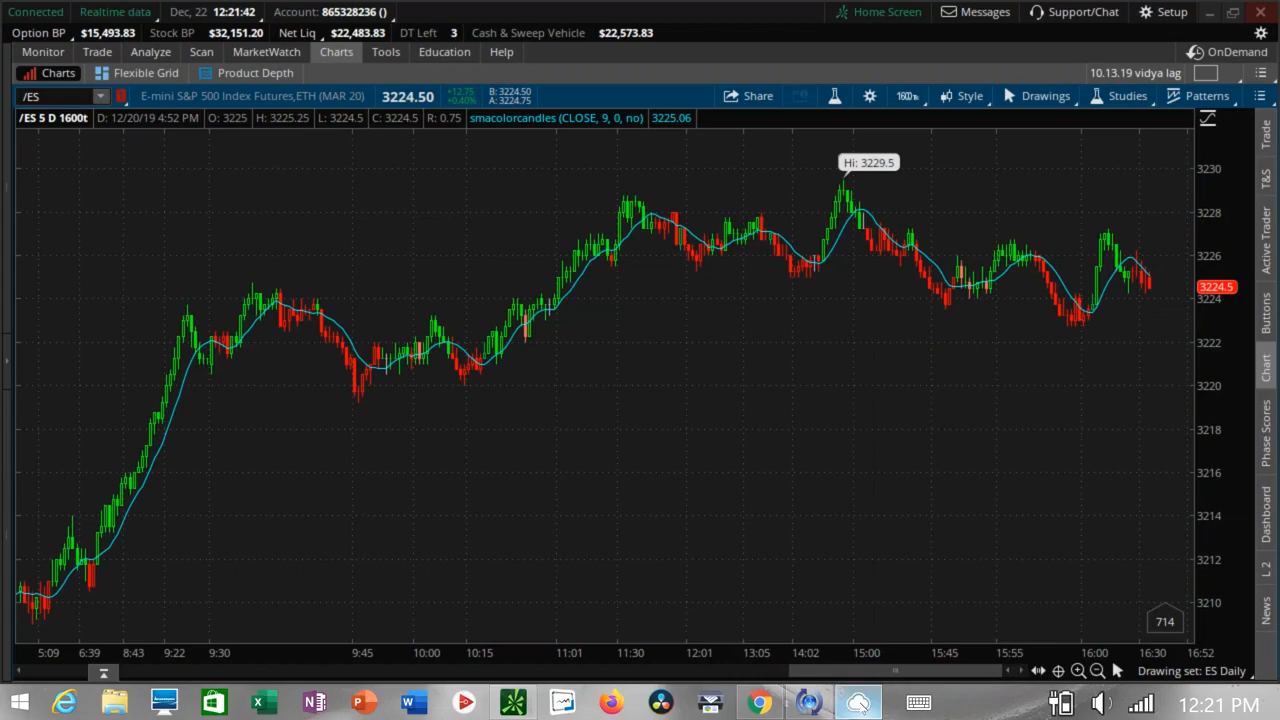 Connected Realtime data Dec, 22 12:21:42 Account: 865328236 () Home Screen Messages Support/Chat Setup
Option BP $15,493.83 Stock BP $32,151.20 Net Liq $22,483.83 DT Left 3 Cash & Sweep Vehicle $22,573.83
Monitor Trade Analyze Scan MarketWatch Charts Tools Education Help OnDemand
Charts Flexible Grid Product Depth 10.13.19 vidya lag
/ES E-mini S&P 500 Index Futures,ETH (MAR 20) 3224.50 +12.75 +0.40% B: 3224.50 A: 3224.75 Share 1600t Style Drawings Studies Patterns
/ES 5 D 1600t D: 12/20/19 4:52 PM O: 3225 H: 3225.25 L: 3224.5 C: 3224.5 R: 0.75 smacolorcandles (CLOSE, 9, 0, no) 3225.06
Hi: 3229.5
3230
3228
3226
3224.5
3224
3222
3220
3218
3216
3214
3212
3210
714
Trade
T&S
Active Trader
Buttons
Chart
Phase Scores
Dashboard
L 2
News
5:09 6:39 8:43 9:22 9:30 9:45 10:00 10:15 11:01 11:30 12:01 13:05 14:02 15:00 15:45 15:55 16:00 16:30 16:52
Drawing set: ES Daily
12:21 PM